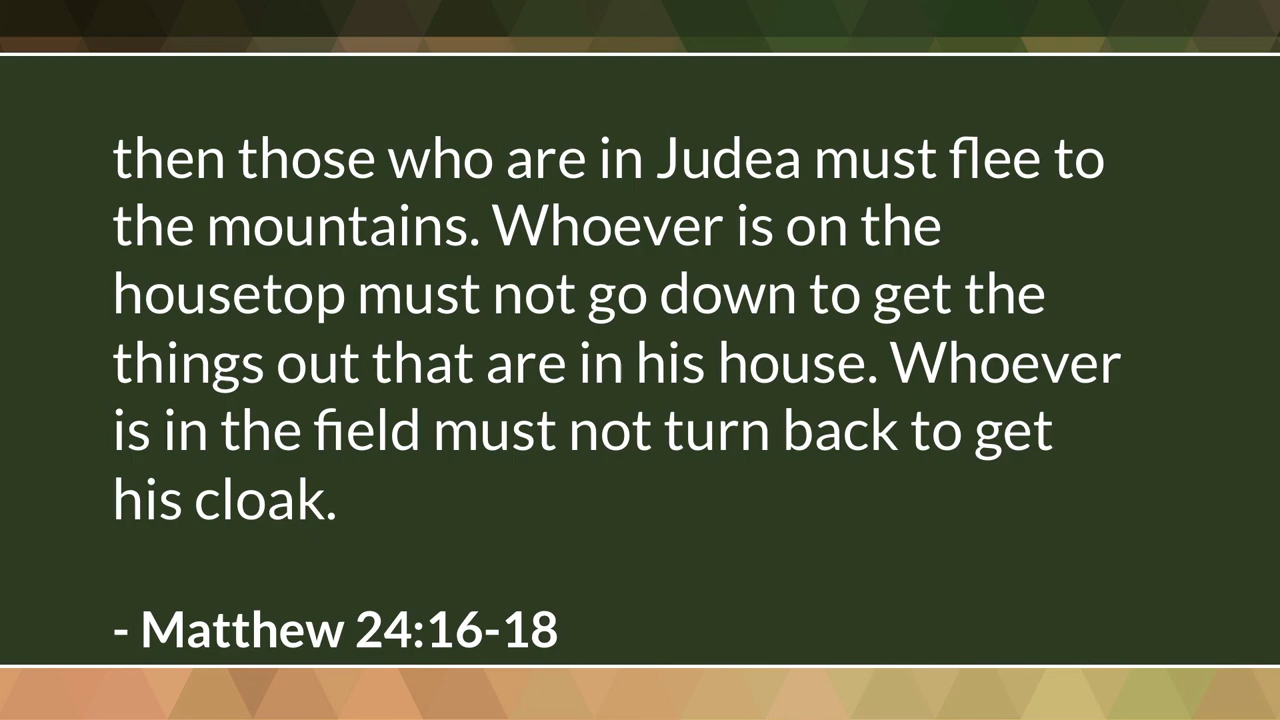 then those who are in Judea must flee to
the mountains. Whoever is on the
housetop must not go down to get the
things out that are in his house. Whoever
is in the field must not turn back to get
his cloak.
- Matthew 24:16-18